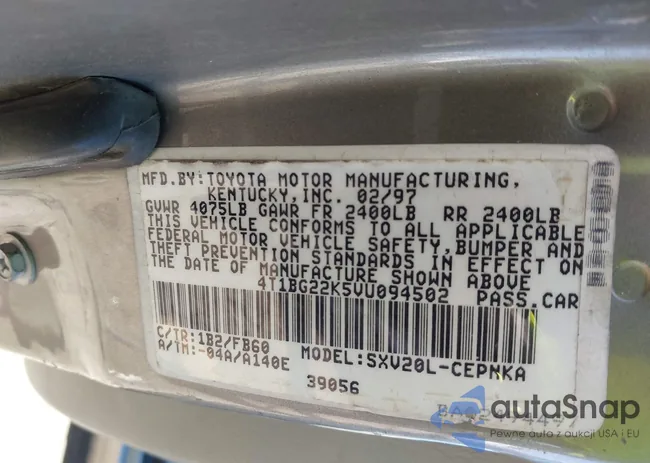 MFD.BY:TOYOTA MOTOR MANUFACTURING,
KENTUCKY,INC. 02/97
GVWR 4075LB GAWR FR 2400LB RR 2400LB
THIS VEHICLE CONFORMS TO ALL APPLICABLE
FEDERAL MOTOR VEHICLE SAFETY,BUMPER AND
THEFT PREVENTION STANDARDS IN EFFECT ON
THE DATE OF MANUFACTURE SHOWN ABOVE
4T1BG22K5VU094502 PASS.CAR
C/TR:1B2/FB60
A/TM:-04A/A140E MODEL:SXV20L-CEPNKA
39056
autoSnap
Pewne auto z aukcji USA i EU